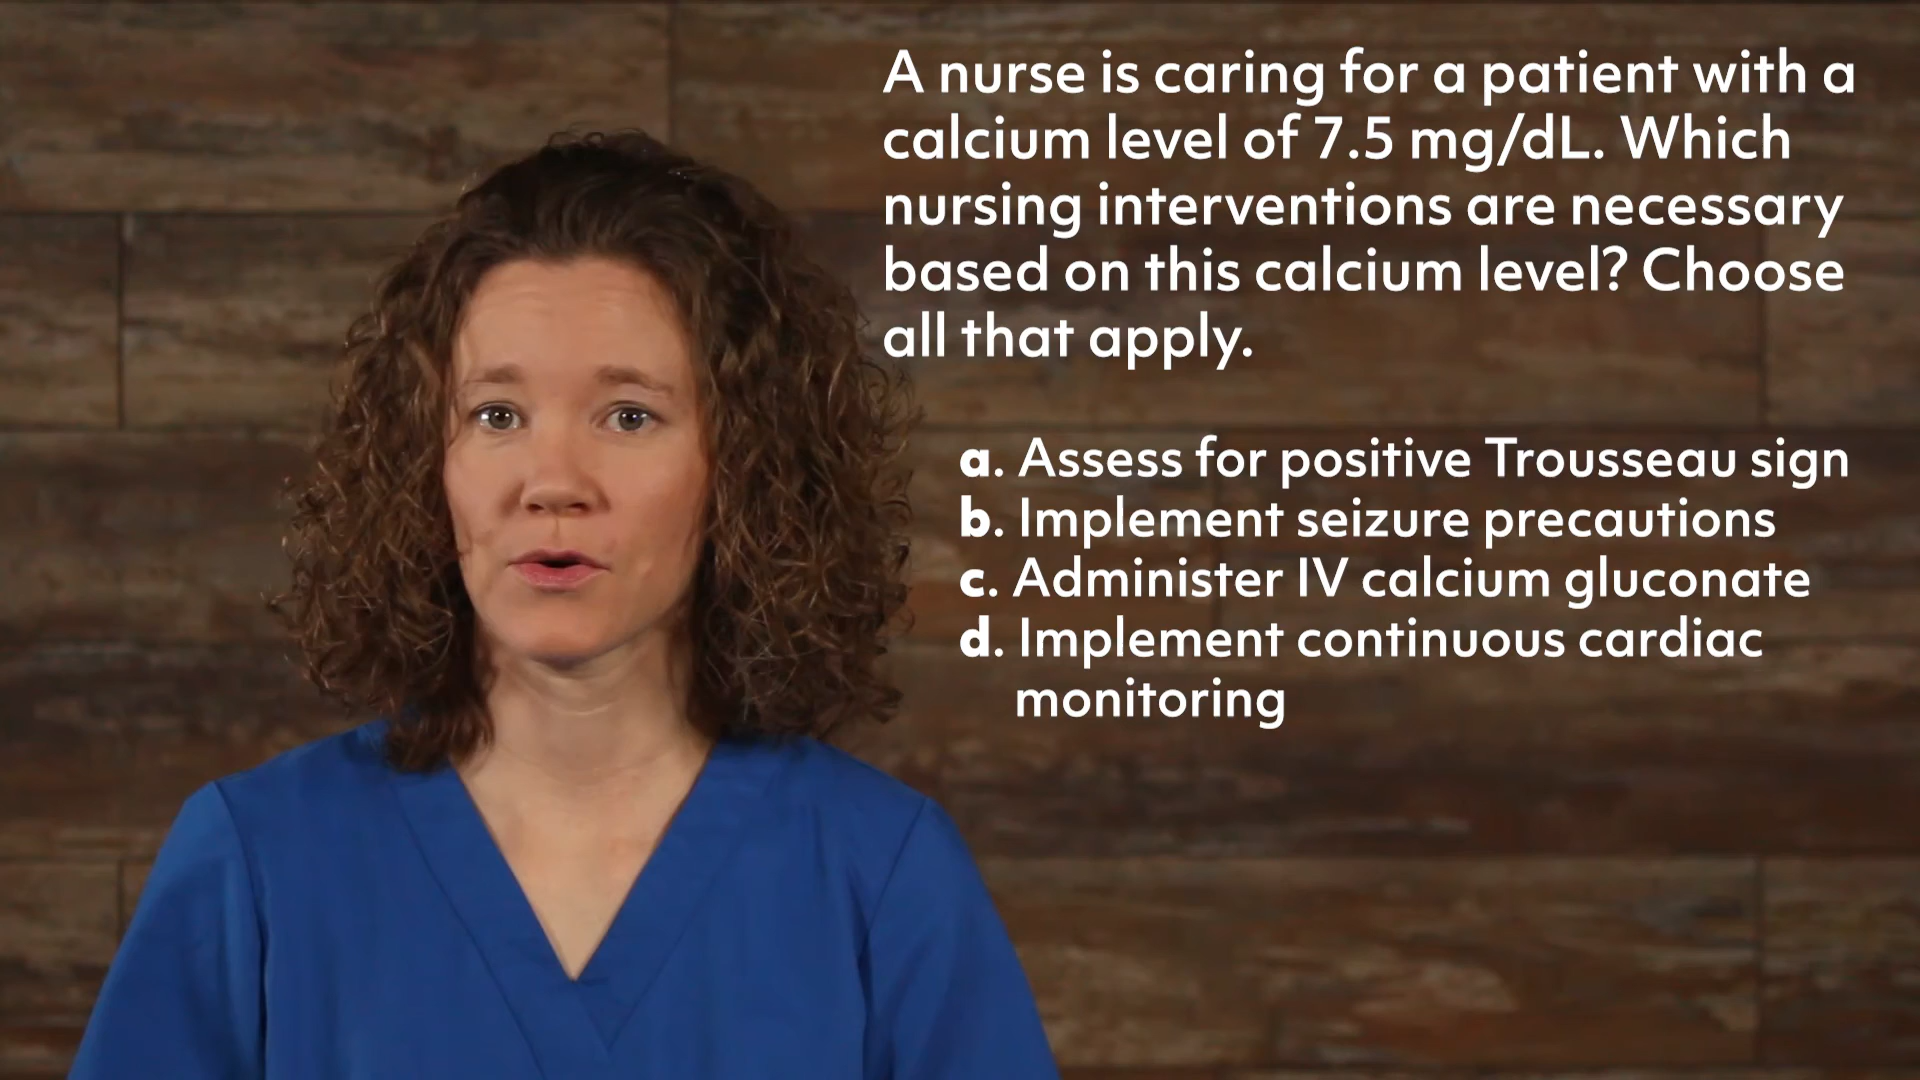 A nurse is caring for a patient with a
calcium level of 7.5 mg/dL. Which
nursing interventions are necessary
based on this calcium level? Choose
all that apply.
a. Assess for positive Trousseau sign
b. Implement seizure precautions
c. Administer IV calcium gluconate
d. Implement continuous cardiac
monitoring